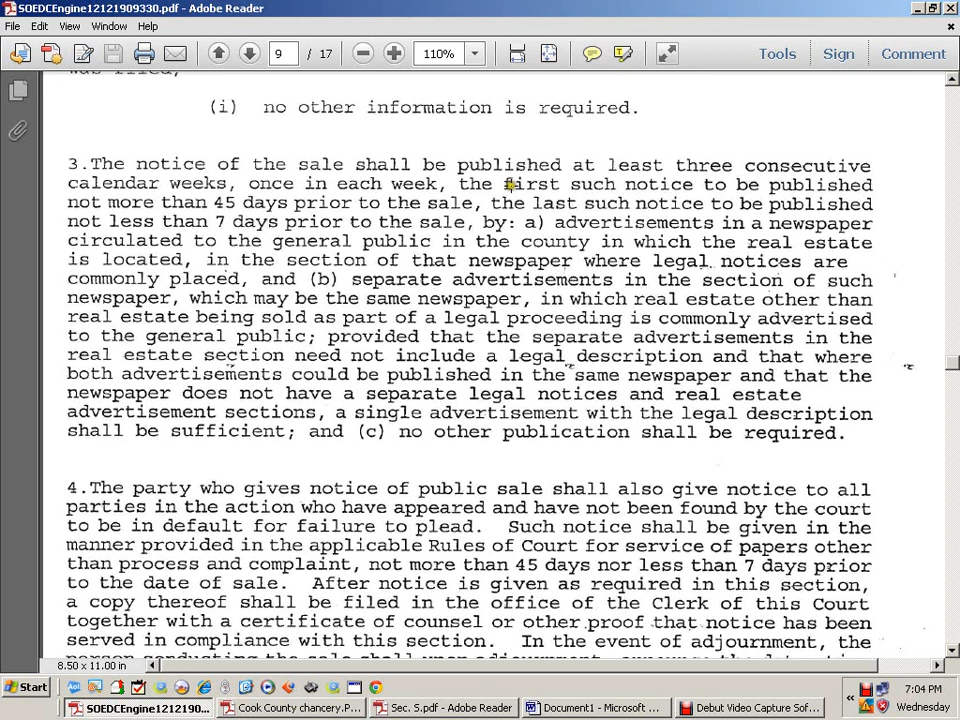 SOEDCEngine12121909330.pdf - Adobe Reader
File Edit View Window Help
9 / 17 110% Tools Sign Comment
was filed;
(i) no other information is required.
3.The notice of the sale shall be published at least three consecutive
calendar weeks, once in each week, the first such notice to be published
not more than 45 days prior to the sale, the last such notice to be published
not less than 7 days prior to the sale, by: a) advertisements in a newspaper
circulated to the general public in the county in which the real estate
is located, in the section of that newspaper where legal notices are
commonly placed, and (b) separate advertisements in the section of such
newspaper, which may be the same newspaper, in which real estate other than
real estate being sold as part of a legal proceeding is commonly advertised
to the general public; provided that the separate advertisements in the
real estate section need not include a legal description and that where
both advertisements could be published in the same newspaper and that the
newspaper does not have a separate legal notices and real estate
advertisement sections, a single advertisement with the legal description
shall be sufficient; and (c) no other publication shall be required.
4.The party who gives notice of public sale shall also give notice to all
parties in the action who have appeared and have not been found by the court
to be in default for failure to plead. Such notice shall be given in the
manner provided in the applicable Rules of Court for service of papers other
than process and complaint, not more than 45 days nor less than 7 days prior
to the date of sale. After notice is given as required in this section,
a copy thereof shall be filed in the office of the Clerk of this Court
together with a certificate of counsel or other proof that notice has been
served in compliance with this section. In the event of adjournment, the
8.50 x 11.00 in
Start
7:04 PM
Wednesday
SOEDCEngine1212190... Cook County chancery.P... Sec. S.pdf - Adobe Reader Document1 - Microsoft ... Debut Video Capture Sof...